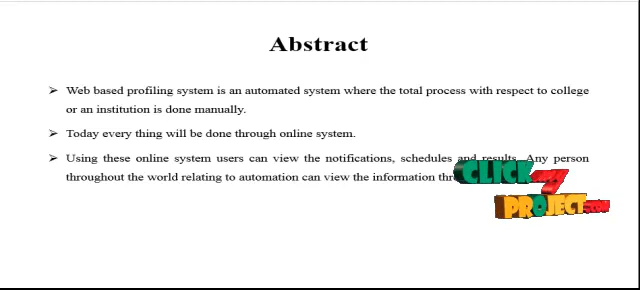 Abstract
➤ Web based profiling system is an automated system where the total process with respect to college
or an institution is done manually.
➤ Today every thing will be done through online system.
➤ Using these online system users can view the notifications, schedules and results. Any person
throughout the world relating to automation can view the information
CLICK MY
PROJECT